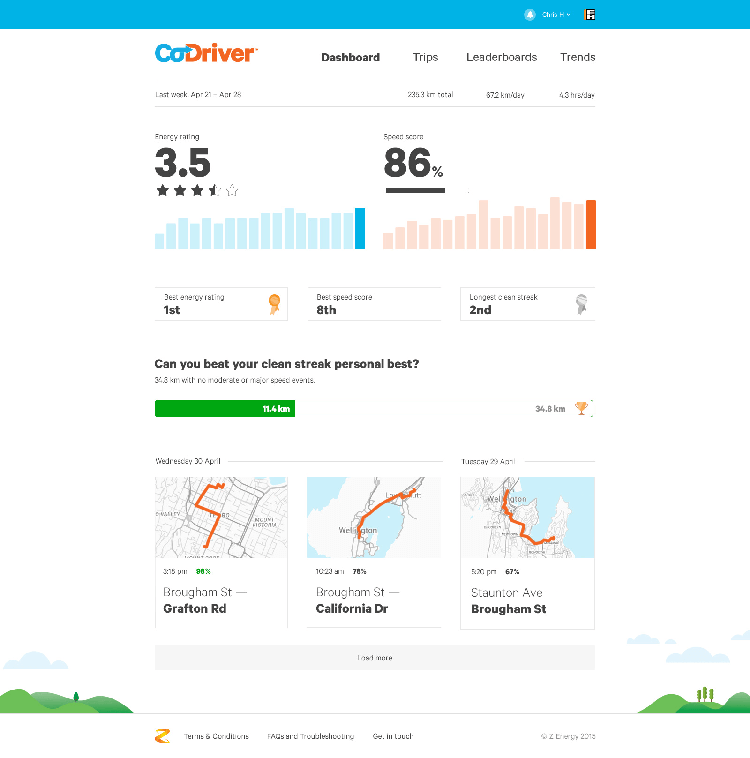 Chris H
CoDriver
Dashboard Trips Leaderboards Trends
Last week, Apr 21 – Apr 28 235.3 km total 67.2 km/day 4.3 hrs/day
Energy rating
3.5
Speed score
86%
Best energy rating
1st
Best speed score
8th
Longest clean streak
2nd
Can you beat your clean streak personal best?
34.8 km with no moderate or major speed events.
11.4 km 34.8 km
Wednesday 30 April
Tuesday 29 April
MOUNT
VICTORIA
Wellington
Wellington
3:15 pm 96%
Brougham St —
Grafton Rd
10:23 am 78%
Brougham St —
California Dr
5:20 pm 67%
Staunton Ave
Brougham St
Load more
Terms & Conditions FAQs and Troubleshooting Get in touch © Z Energy 2015